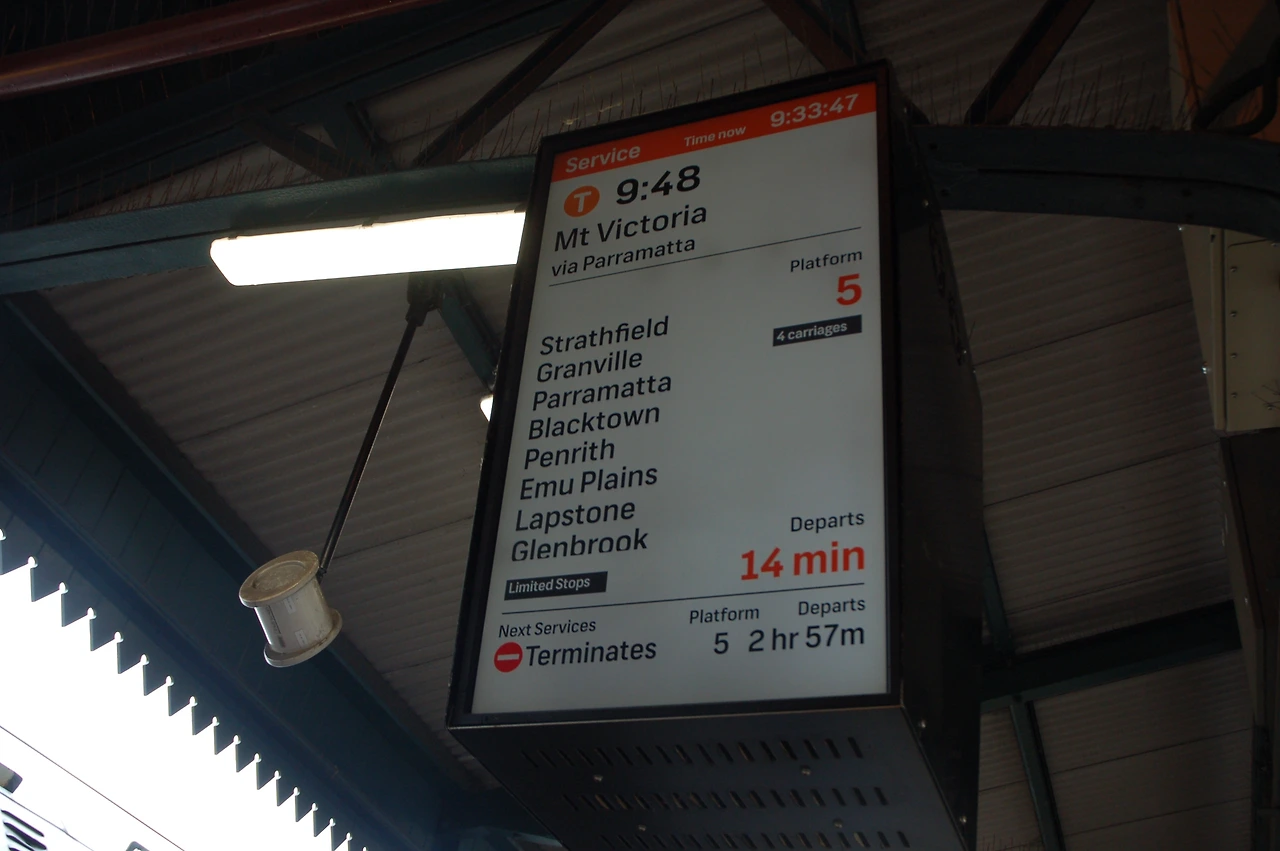 Service Time now 9:33:47
T 9:48
Mt Victoria
via Parramatta
Platform
5
4 carriages
Strathfield
Granville
Parramatta
Blacktown
Penrith
Emu Plains
Lapstone
Glenbrook
Limited Stops
Departs
14 min
Next Services Platform Departs
Terminates 5 2 hr 57m